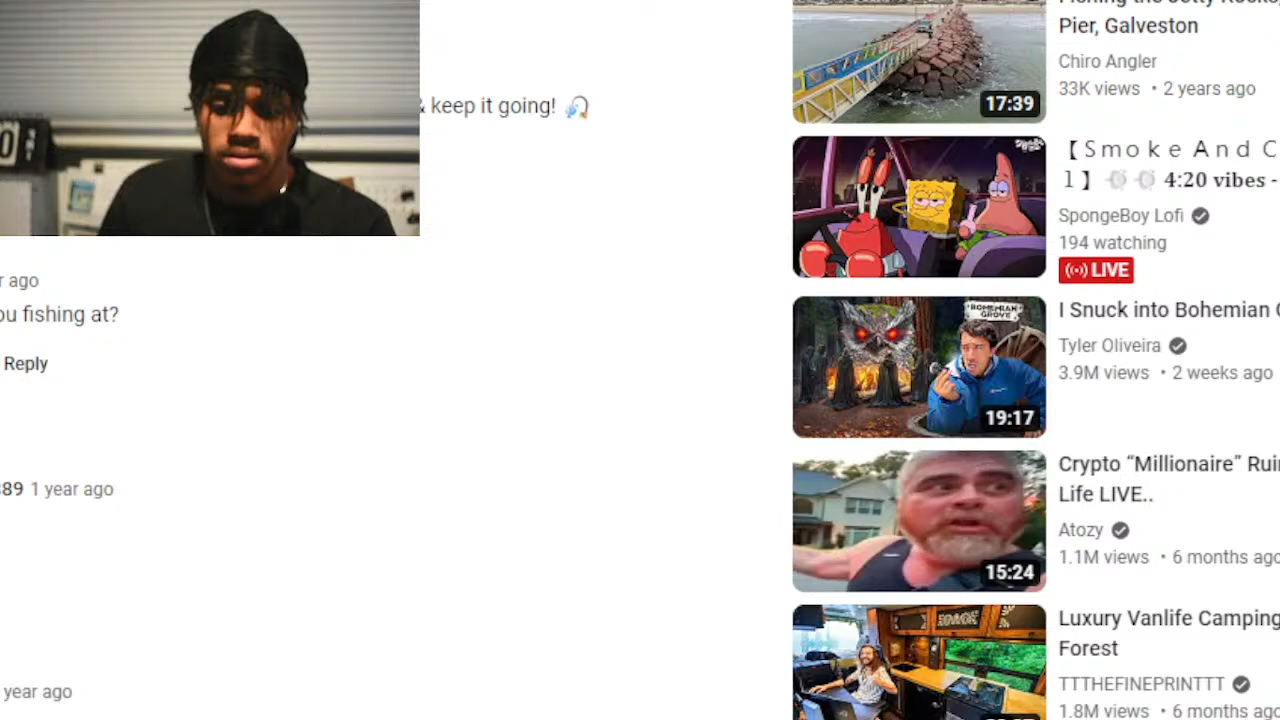 & keep it going!
r ago
ou fishing at?
Reply
89 1 year ago
year ago
Pier, Galveston
Chiro Angler
33K views • 2 years ago
17:39
【Smoke And C
1】 4:20 vibes -
SpongeBoy Lofi
194 watching
LIVE
BOHEMIAN
GROVE
19:17
I Snuck into Bohemian
Tyler Oliveira
3.9M views • 2 weeks ago
Crypto “Millionaire” Rui
Life LIVE..
Atozy
1.1M views • 6 months ago
15:24
Luxury Vanlife Camping
Forest
TTTHEFINEPRINTTT
1.8M views • 6 months ago